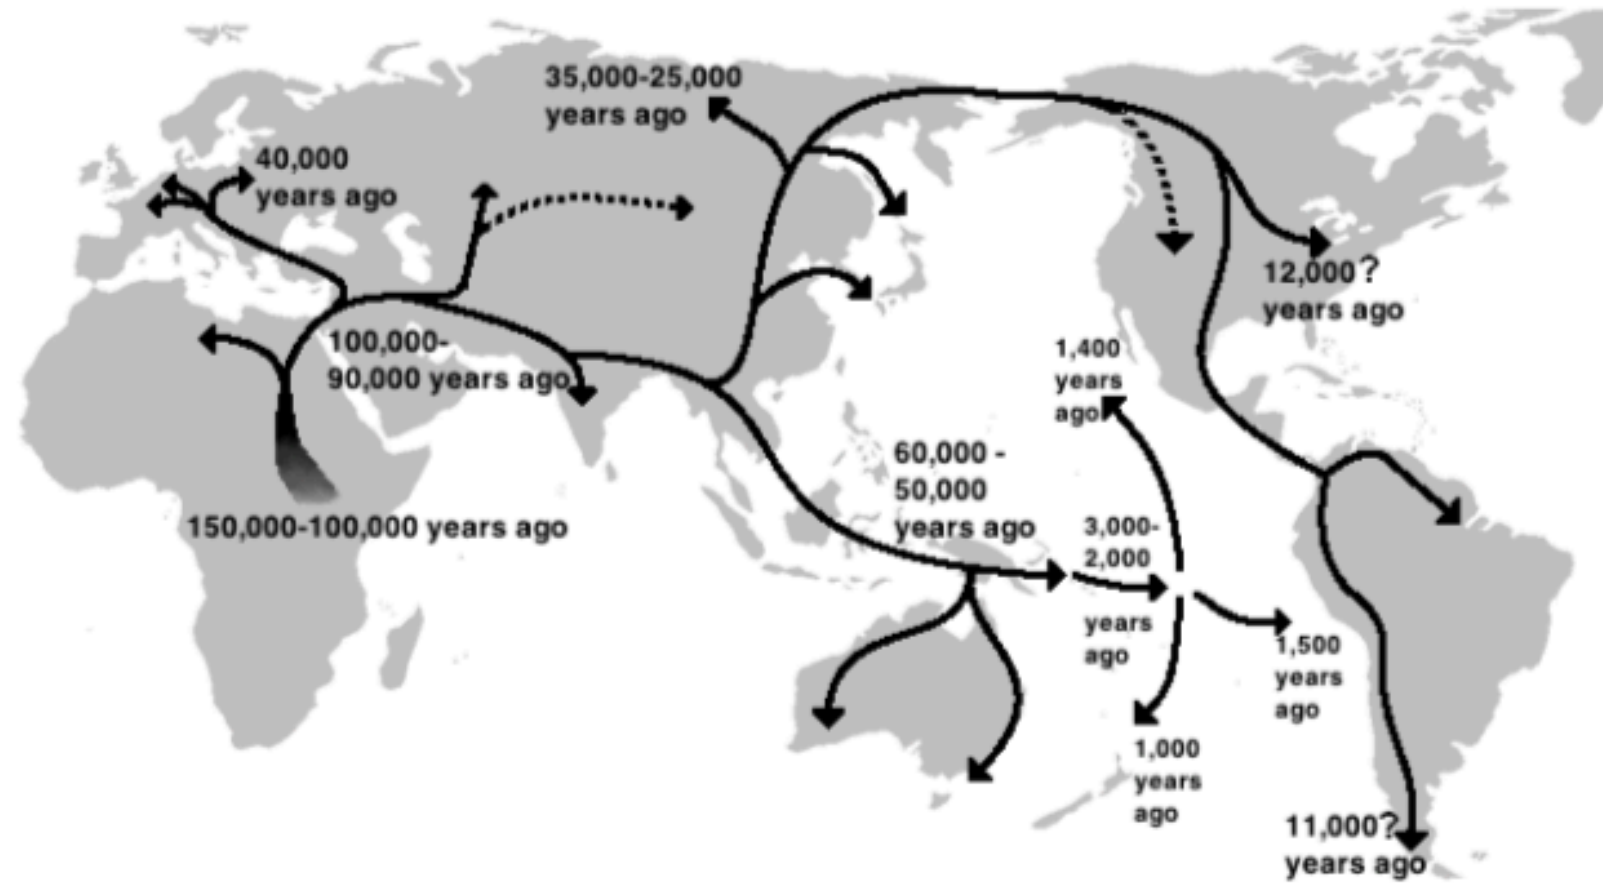 35,000-25,000
years ago
40,000
years ago
12,000?
years ago
100,000-
90,000 years ago
1,400
years
ago
60,000 -
50,000
years ago
150,000-100,000 years ago
3,000-
2,000
years
ago
1,500
years
ago
1,000
years
ago
11,000?
years ago